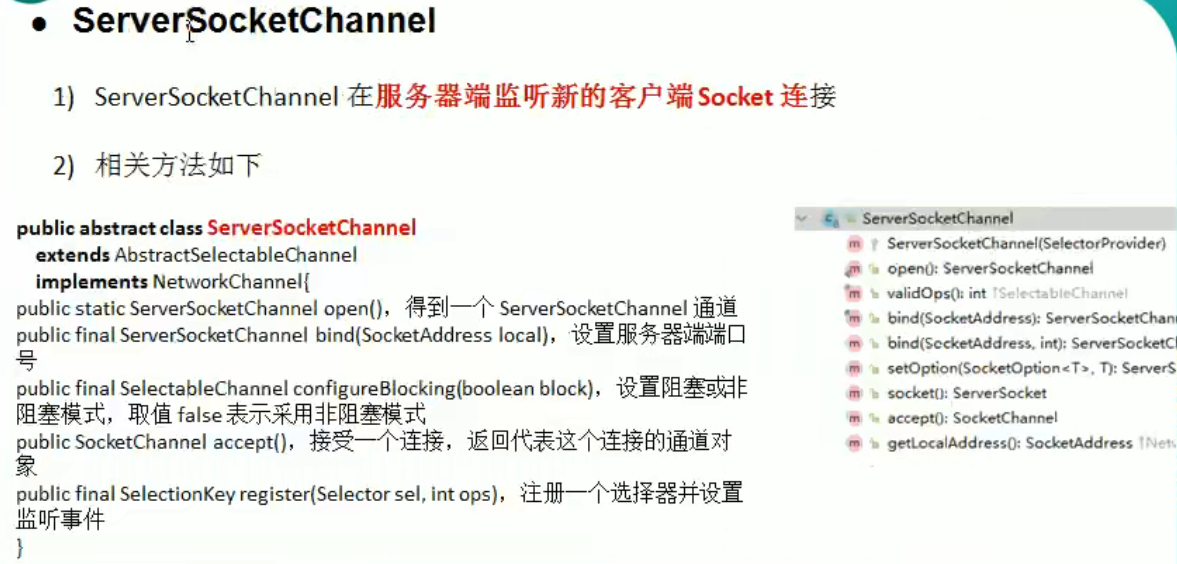 ● ServerSocketChannel
1) ServerSocketChannel 在服务器端监听新的客户端 Socket 连接
2) 相关方法如下
public abstract class ServerSocketChannel
extends AbstractSelectableChannel
implements NetworkChannel{
public static ServerSocketChannel open()，得到一个 ServerSocketChannel 通道
public final ServerSocketChannel bind(SocketAddress local)，设置服务器端端口
号
public final SelectableChannel configureBlocking(boolean block)，设置阻塞或非
阻塞模式，取值 false 表示采用非阻塞模式
public SocketChannel accept()，接受一个连接，返回代表这个连接的通道对
象
public final SelectionKey register(Selector sel, int ops)，注册一个选择器并设置
监听事件
}
ServerSocketChannel
ServerSocketChannel(SelectorProvider)
open(): ServerSocketChannel
validOps(): int ↑SelectableChannel
bind(SocketAddress): ServerSocketChan
bind(SocketAddress, int): ServerSocketC
setOption(SocketOption<T>, T): ServerS
socket(): ServerSocket
accept(): SocketChannel
getLocalAddress(): SocketAddress ↑Net